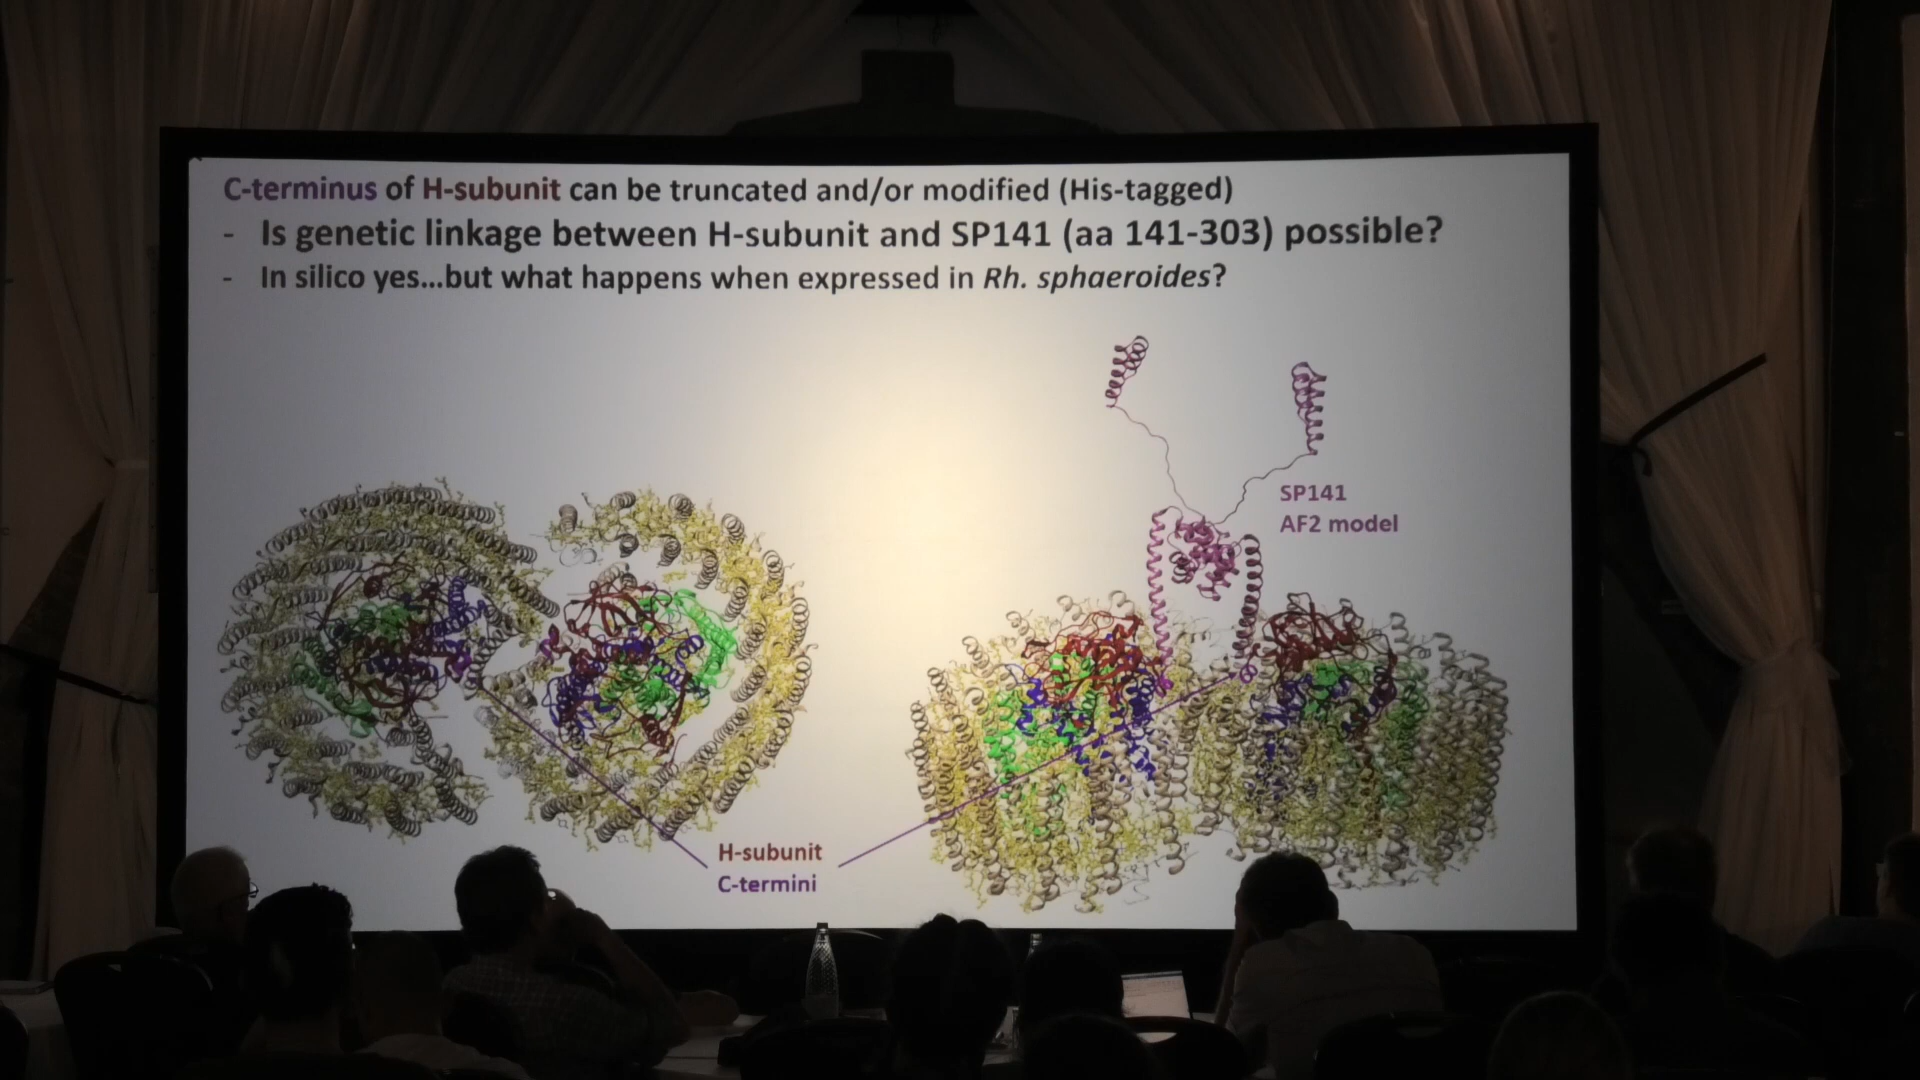 C-terminus of H-subunit can be truncated and/or modified (His-tagged)
- Is genetic linkage between H-subunit and SP141 (aa 141-303) possible?
- In silico yes...but what happens when expressed in Rh. sphaeroides?
SP141
AF2 model
H-subunit
C-termini